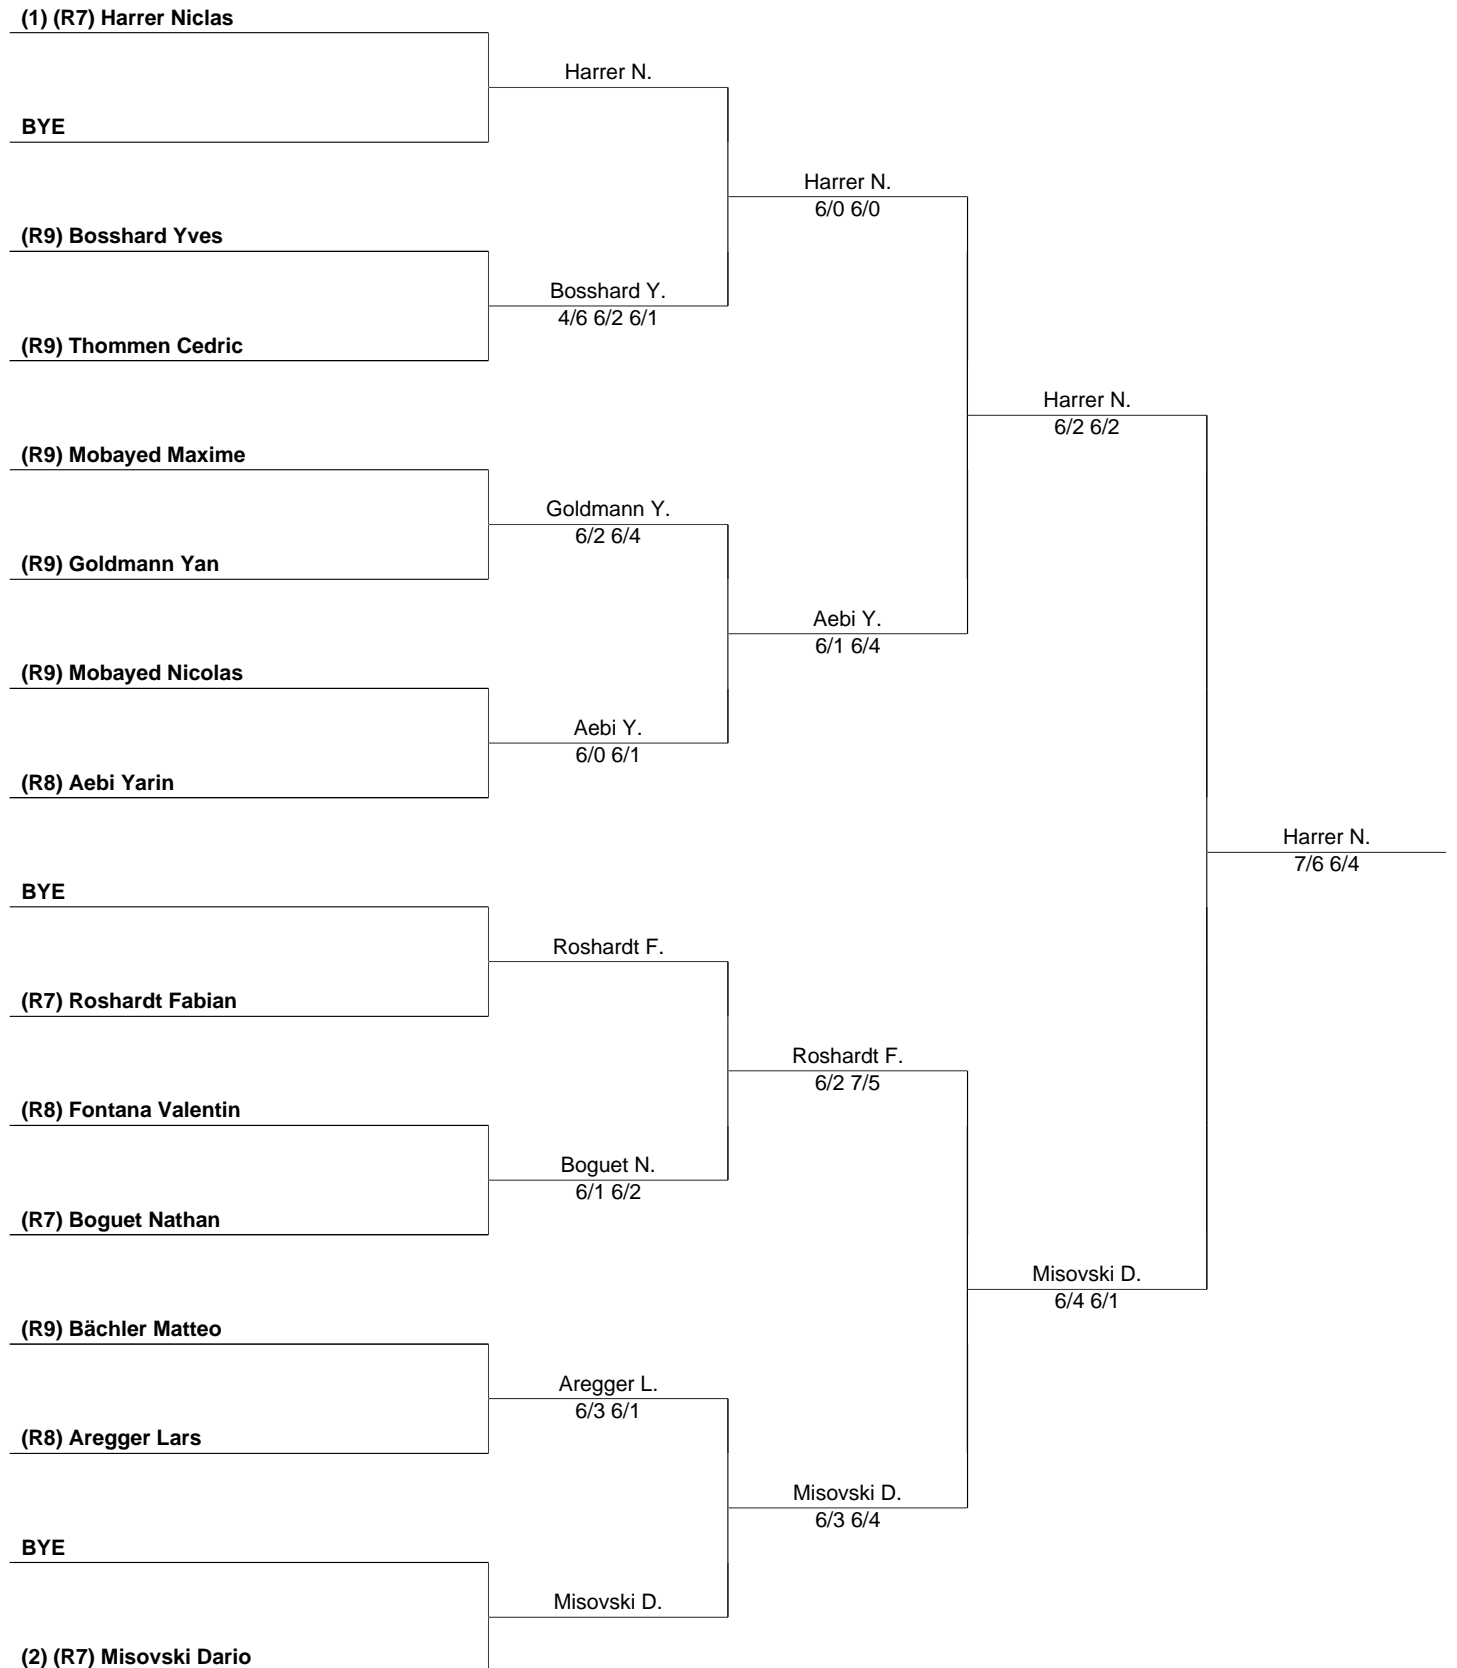 (1) (R7) Harrer Niclas
Harrer N.
BYE
Harrer N.
6/0 6/0
(R9) Bosshard Yves
Bosshard Y.
4/6 6/2 6/1
(R9) Thommen Cedric
Harrer N.
6/2 6/2
(R9) Mobayed Maxime
Goldmann Y.
6/2 6/4
(R9) Goldmann Yan
Aebi Y.
6/1 6/4
(R9) Mobayed Nicolas
Aebi Y.
6/0 6/1
(R8) Aebi Yarin
Harrer N.
7/6 6/4
BYE
Roshardt F.
(R7) Roshardt Fabian
Roshardt F.
6/2 7/5
(R8) Fontana Valentin
Boguet N.
6/1 6/2
(R7) Boguet Nathan
Misovski D.
6/4 6/1
(R9) Bächler Matteo
Aregger L.
6/3 6/1
(R8) Aregger Lars
Misovski D.
6/3 6/4
BYE
Misovski D.
(2) (R7) Misovski Dario